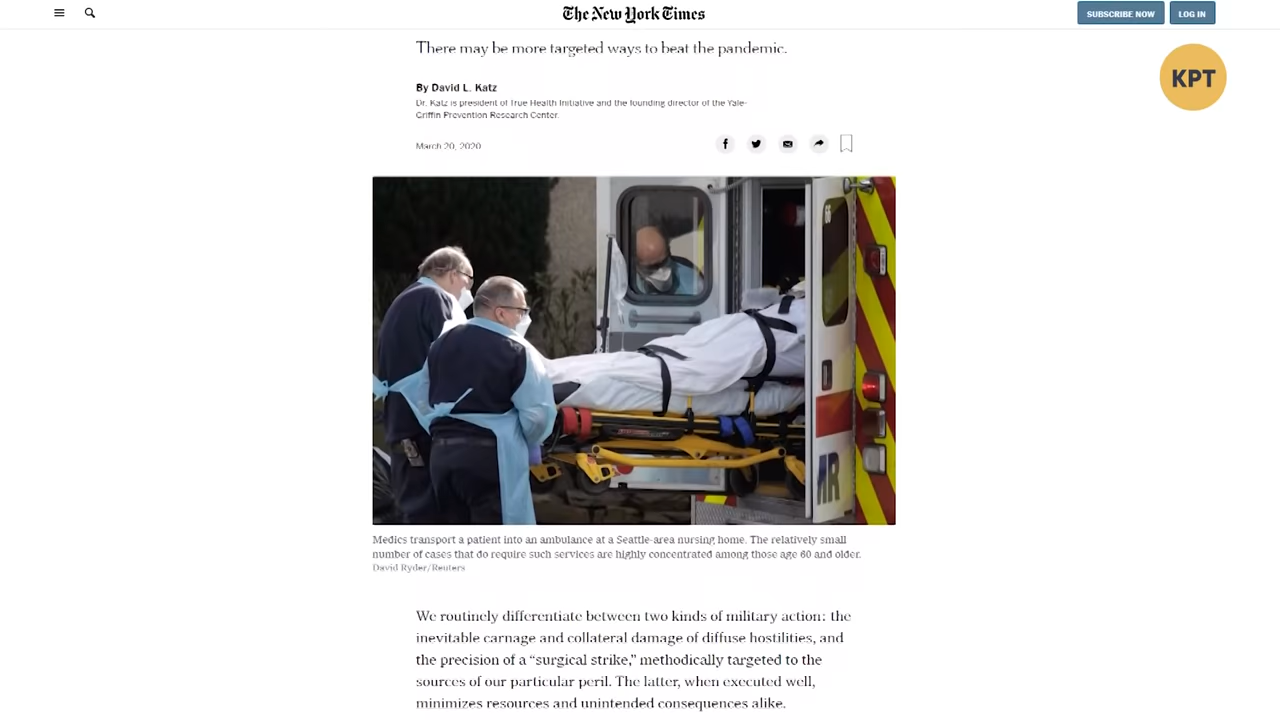 The New York Times
SUBSCRIBE NOW
LOG IN
There may be more targeted ways to beat the pandemic.
KPT
By David L. Katz
Dr. Katz is president of True Health Initiative and the founding director of the Yale-
Griffin Prevention Research Center.
March 20, 2020
Medics transport a patient into an ambulance at a Seattle-area nursing home. The relatively small
number of cases that do require such services are highly concentrated among those age 60 and older.
David Ryder/Reuters
We routinely differentiate between two kinds of military action: the
inevitable carnage and collateral damage of diffuse hostilities, and
the precision of a “surgical strike,” methodically targeted to the
sources of our particular peril. The latter, when executed well,
minimizes resources and unintended consequences alike.